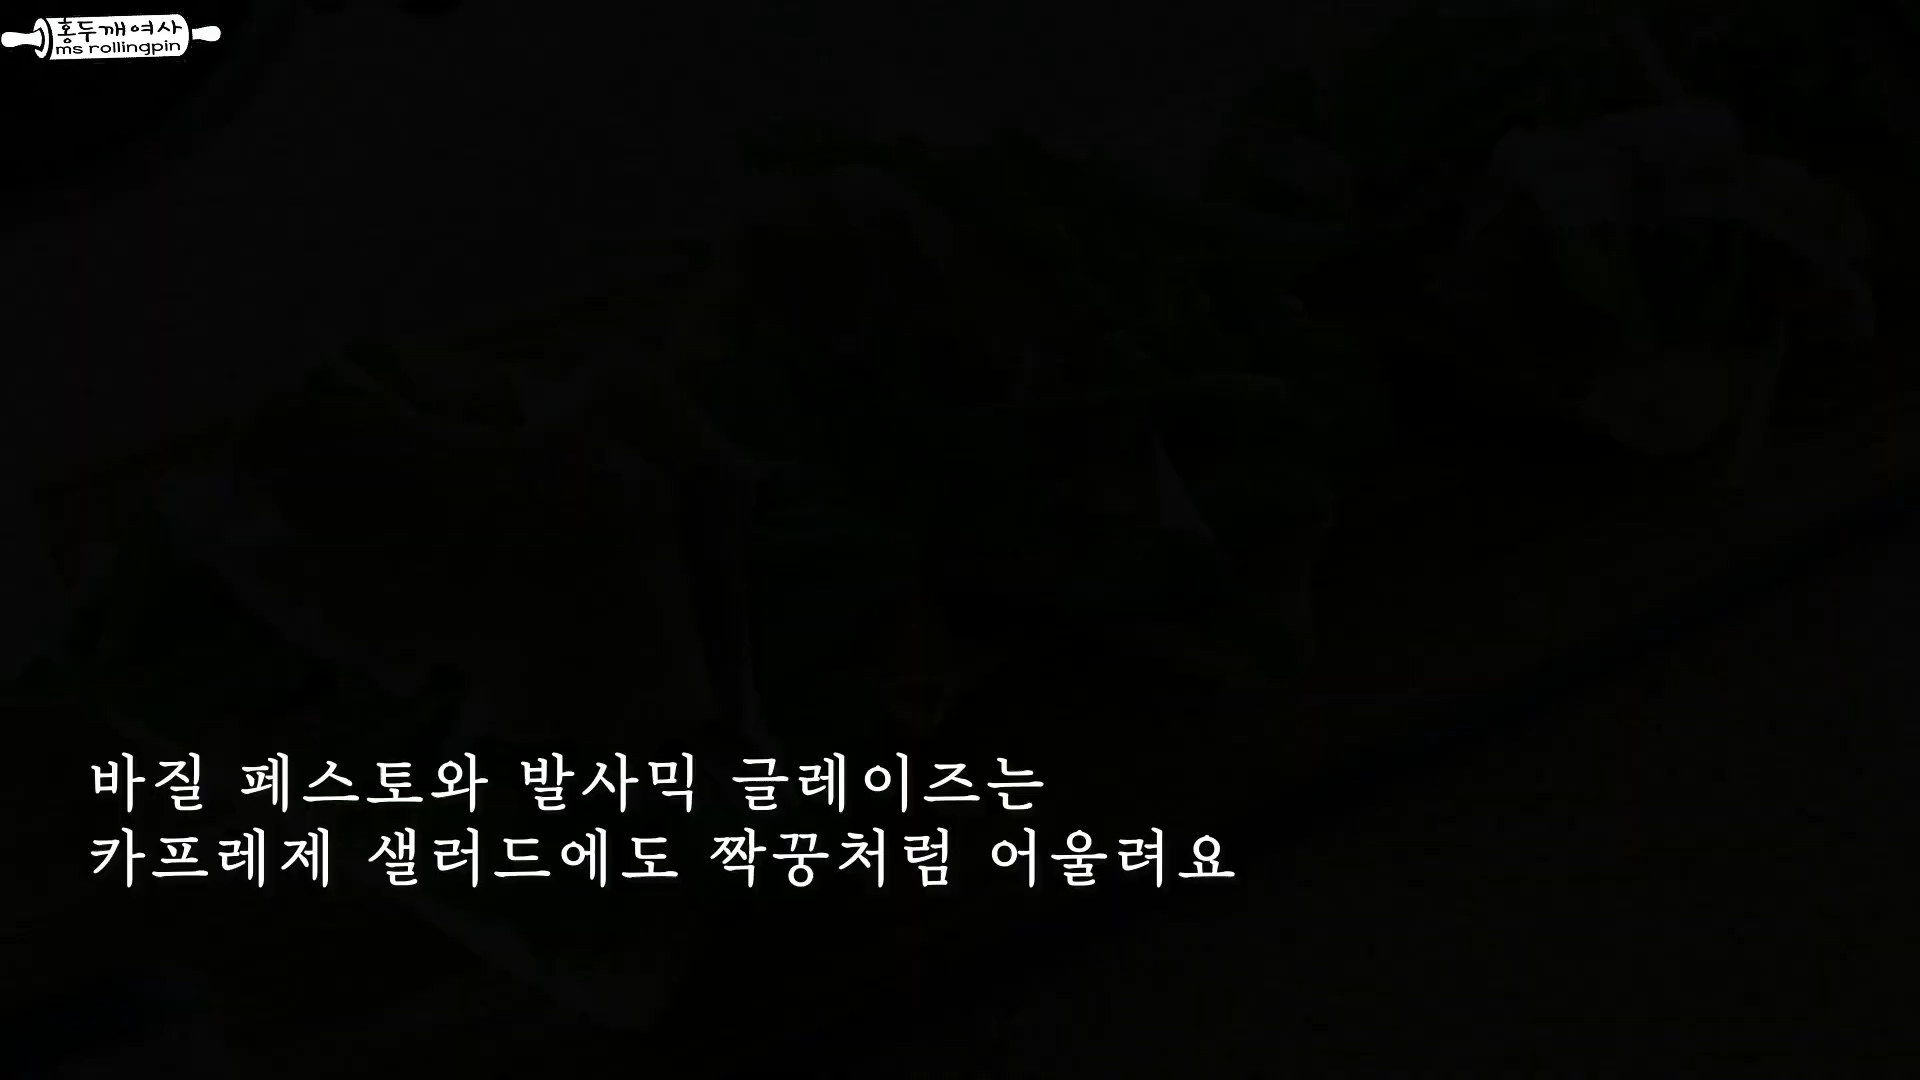 홍두깨여사
ms rollingpin
바질 페스토와 발사믹 글레이즈는
카프레제 샐러드에도 짝꿍처럼 어울려요